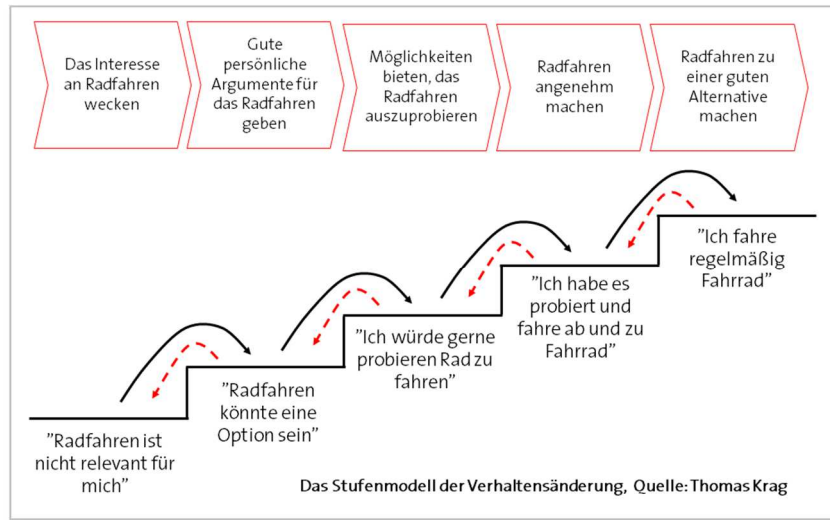 Das Interesse
an Radfahren
wecken
Gute
persönliche
Argumente für
das Radfahren
geben
Möglichkeiten
bieten, das
Radfahren
auszuprobieren
Radfahren
angenehm
machen
Radfahren zu
einer guten
Alternative
machen
”Radfahren ist
nicht relevant für
mich”
”Radfahren
könnte eine
Option sein”
”Ich würde gerne
probieren Rad zu
fahren”
”Ich habe es
probiert und
fahre ab und zu
Fahrrad”
”Ich fahre
regelmäßig
Fahrrad”
Das Stufenmodell der Verhaltensänderung, Quelle: Thomas Krag